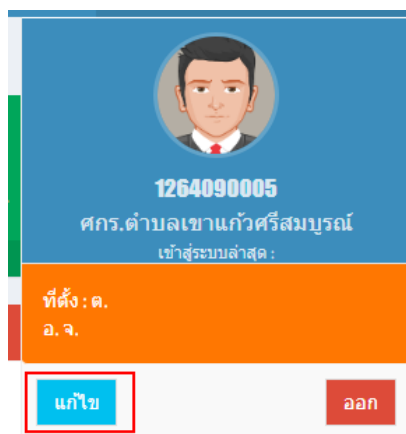 1264090005
ศกร.ตำบลเขาแก้วศรีสมบูรณ์
เข้าสู่ระบบล่าสุด :
ที่ตั้ง : ต.
อ. จ.
แก้ไข
ออก